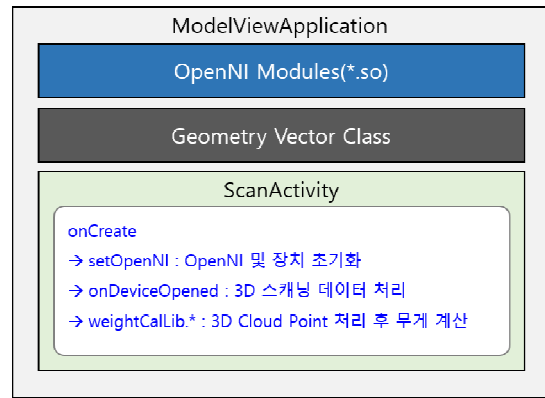 ModelViewApplication
OpenNI Modules(*.so)
Geometry Vector Class
ScanActivity
onCreate
→ setOpenNI : OpenNI 및 장치 초기화
→ onDeviceOpened : 3D 스캐닝 데이터 처리
→ weightCalLib.* : 3D Cloud Point 처리 후 무게 계산